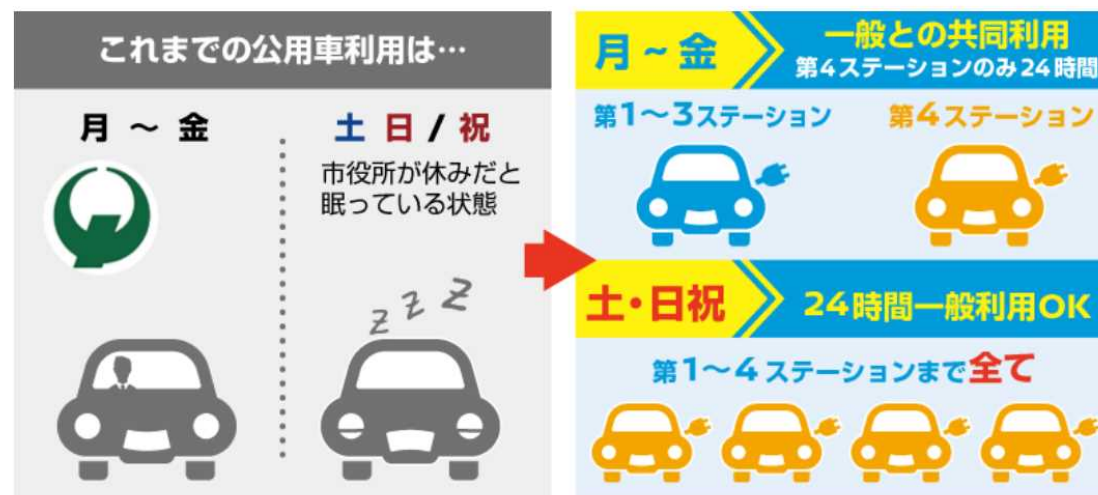 これまでの公用車利用は…
月 ~ 金
土 日 / 祝
市役所が休みだと
眠っている状態
z z z
月 ~ 金
一般との共同利用
第4ステーションのみ24時間
第1~3ステーション
第4ステーション
土・日祝
24時間一般利用OK
第1~4ステーションまで全て